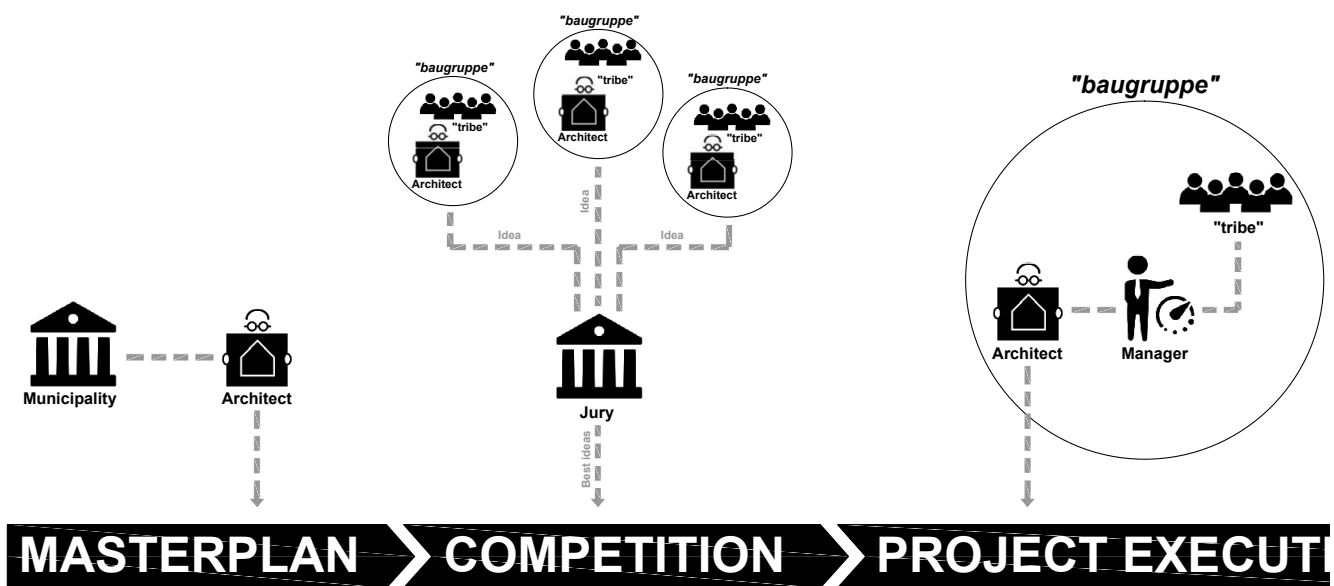 "baugruppe"
"baugruppe"
"baugruppe"
"baugruppe"
"tribe"
"tribe"
"tribe"
Architect
Architect
Architect
"tribe"
Idea
Idea
Idea
Architect
Manager
Municipality
Architect
Jury
Best ideas
MASTERPLAN
COMPETITION
PROJECT EXECUTI